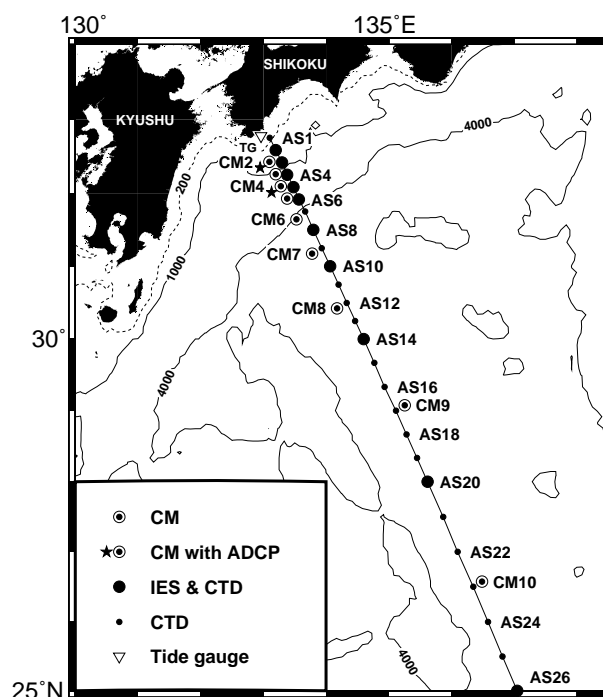 130° 135°E
SHIKOKU
KYUSHU
4000
TG AS1
CM2
200 CM4 AS4
AS6
CM6
AS8
CM7
1000 AS10
CM8 AS12
30° AS14
4000
AS16
CM9
AS18
AS20
CM
CM with ADCP
AS22
IES & CTD
CM10
CTD
AS24
Tide gauge
4000
AS26
25°N